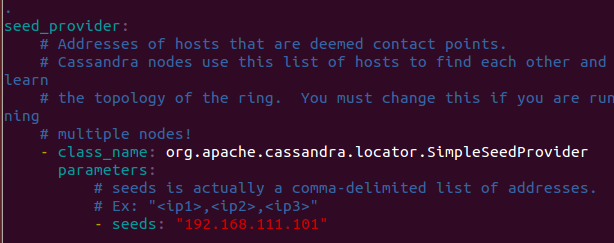 .
seed_provider:
    # Addresses of hosts that are deemed contact points.
    # Cassandra nodes use this list of hosts to find each other and
learn
    # the topology of the ring.  You must change this if you are run
ning
    # multiple nodes!
    - class_name: org.apache.cassandra.locator.SimpleSeedProvider
      parameters:
          # seeds is actually a comma-delimited list of addresses.
          # Ex: "<ip1>,<ip2>,<ip3>"
          - seeds: "192.168.111.101"